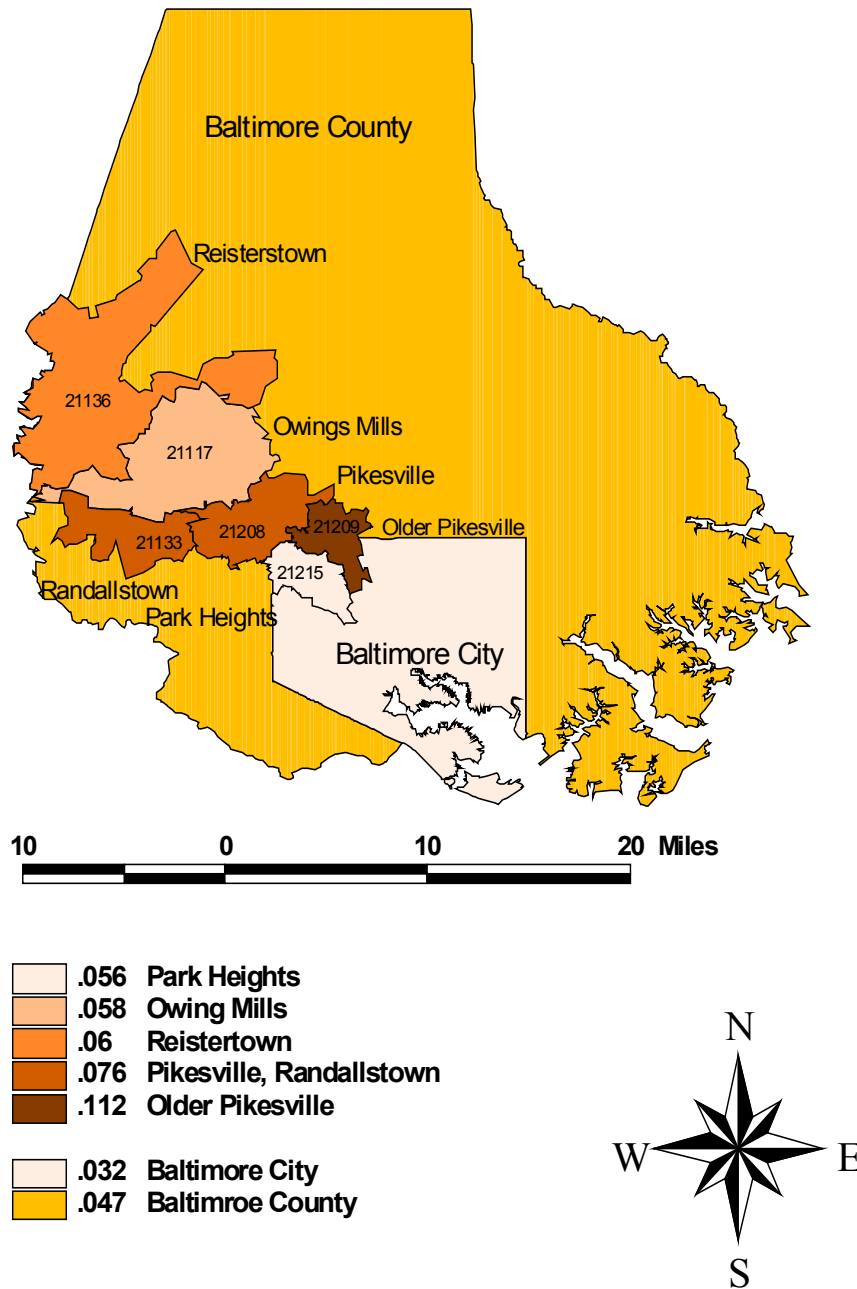 Baltimore County
Reisterstown
21136
Owings Mills
21117
Pikesville
21209
Older Pikesville
21208
21133
21215
Randallstown
Park Heights
Baltimore City
10 0 10 20 Miles
.056 Park Heights
.058 Owing Mills
.06 Reistertown
.076 Pikesville, Randallstown
.112 Older Pikesville
.032 Baltimore City
.047 Baltimroe County
N
W E
S